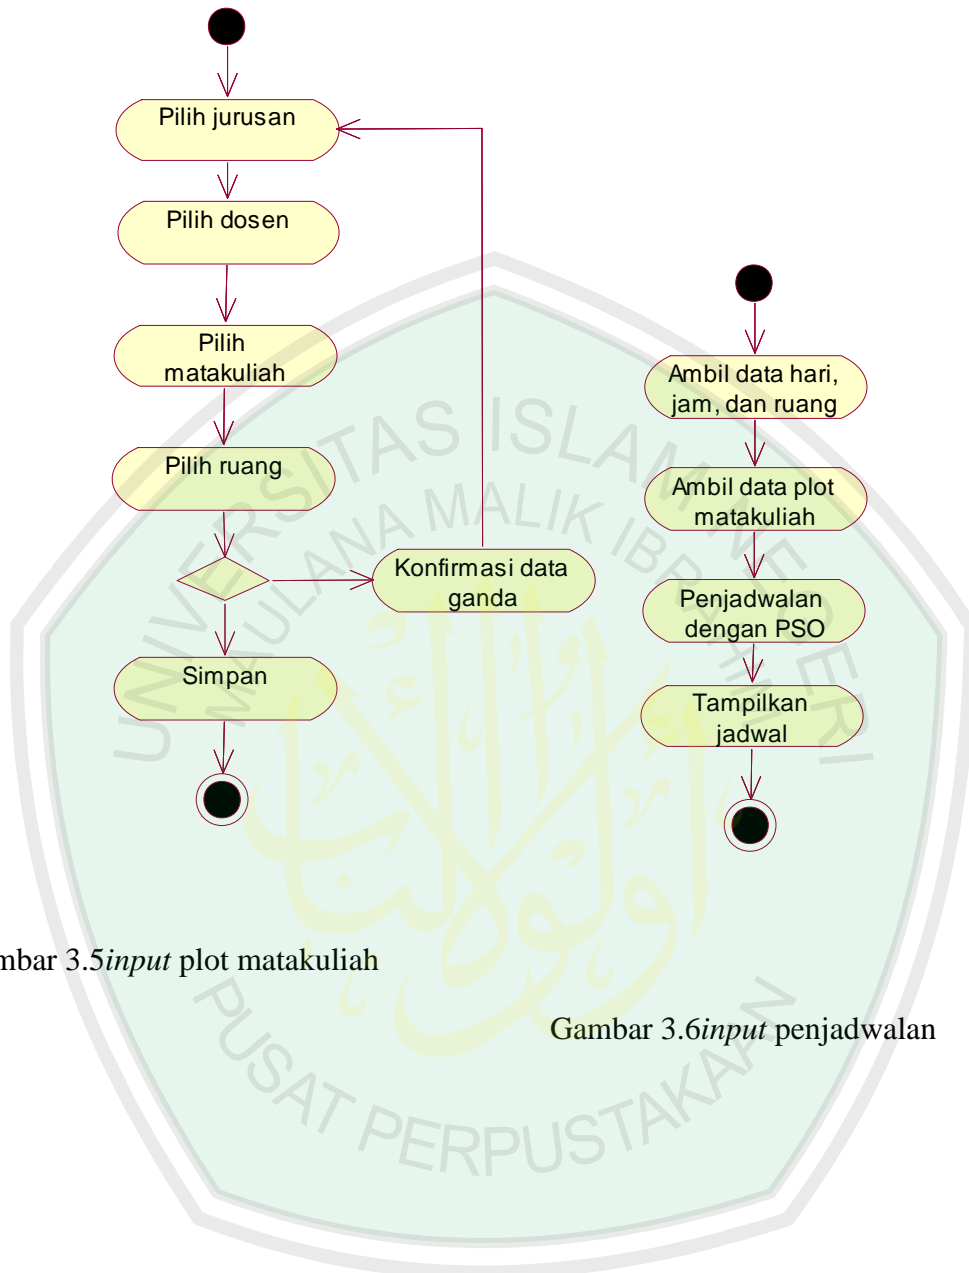 Pilih jurusan
Pilih dosen
Pilih
matakuliah
Pilih ruang
Konfirmasi data
ganda
Simpan
mbar 3.5input plot matakuliah
Ambil data hari,
jam, dan ruang
Ambil data plot
matakuliah
Penjadwalan
dengan PSO
Tampilkan
jadwal
Gambar 3.6input penjadwalan
UNIVERSITAS ISLAM NEGERI
MAULANA MALIK IBRAHIM
PUSAT PERPUSTAKAAN